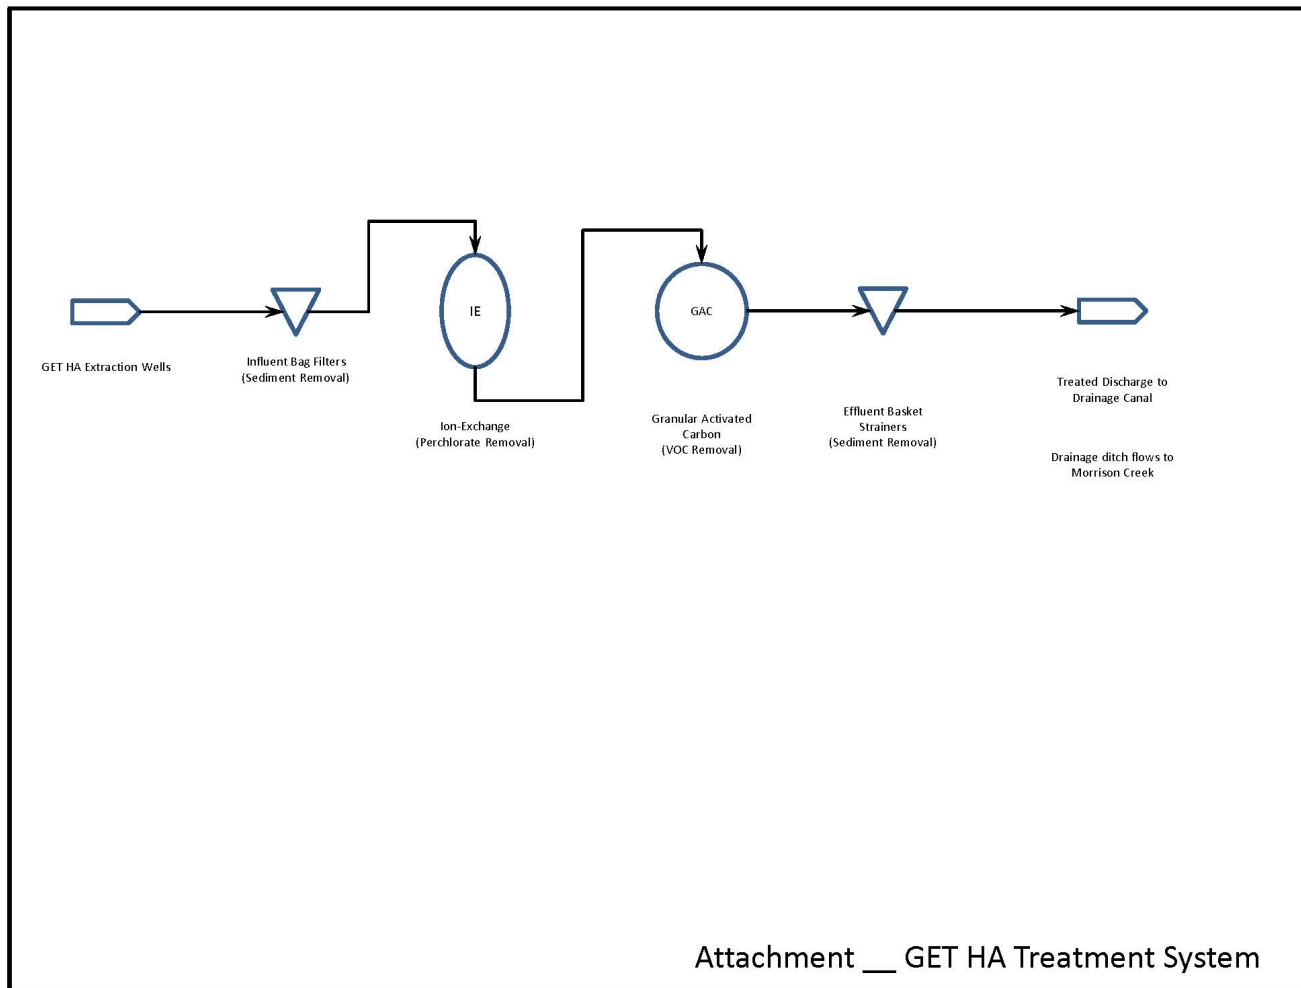 IE
GAC
GET HA Extraction Wells
Influent Bag Filters
(Sediment Removal)
Ion-Exchange
(Perchlorate Removal)
Granular Activated
Carbon
(VOC Removal)
Effluent Basket
Strainers
(Sediment Removal)
Treated Discharge to
Drainage Canal
Drainage ditch flows to
Morrison Creek
Attachment __ GET HA Treatment System